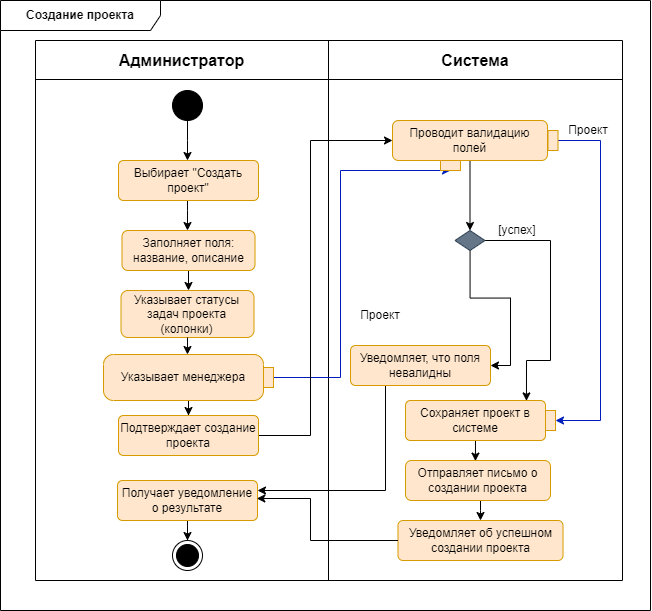 Создание проекта
Администратор
Система
Выбирает "Создать
проект"
Заполняет поля:
название, описание
Указывает статусы
задач проекта
(колонки)
Указывает менеджера
Подтверждает создание
проекта
Получает уведомление
о результате
Проводит валидацию
полей
Проект
[успех]
Проект
Уведомляет, что поля
невалидны
Сохраняет проект в
системе
Отправляет письмо о
создании проекта
Уведомляет об успешном
создании проекта